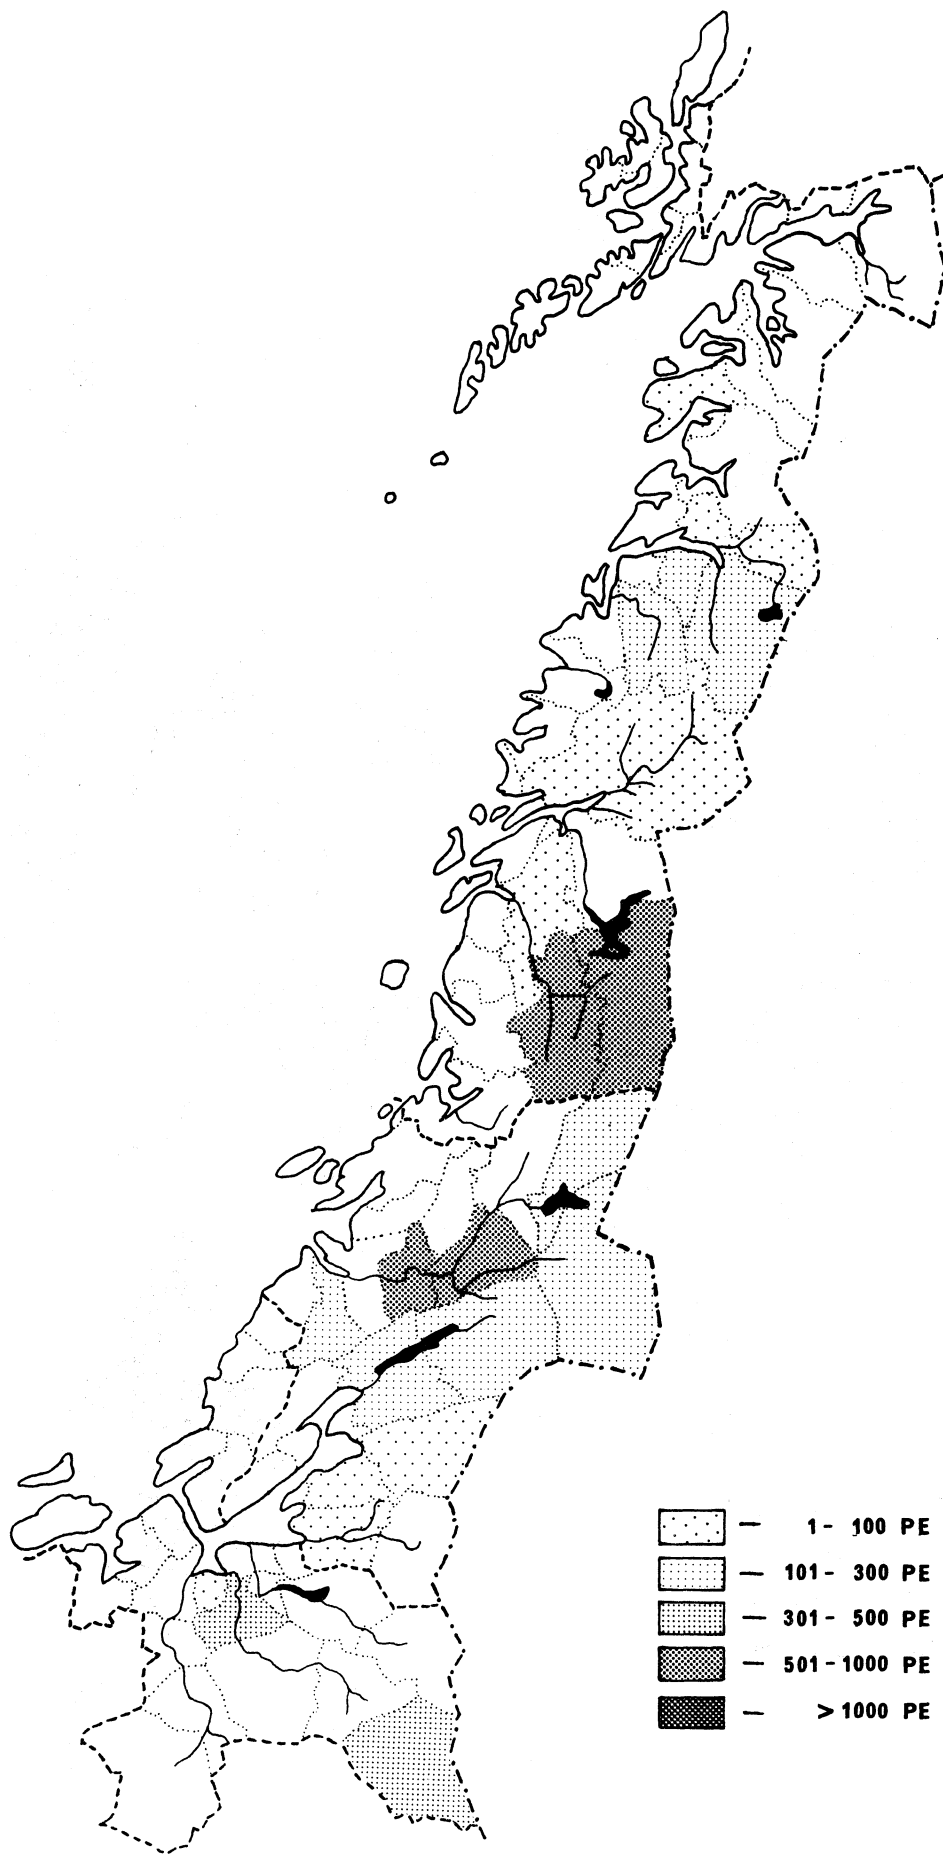 — 1 - 100 PE
— 101 - 300 PE
— 301 - 500 PE
— 501 - 1000 PE
— > 1000 PE